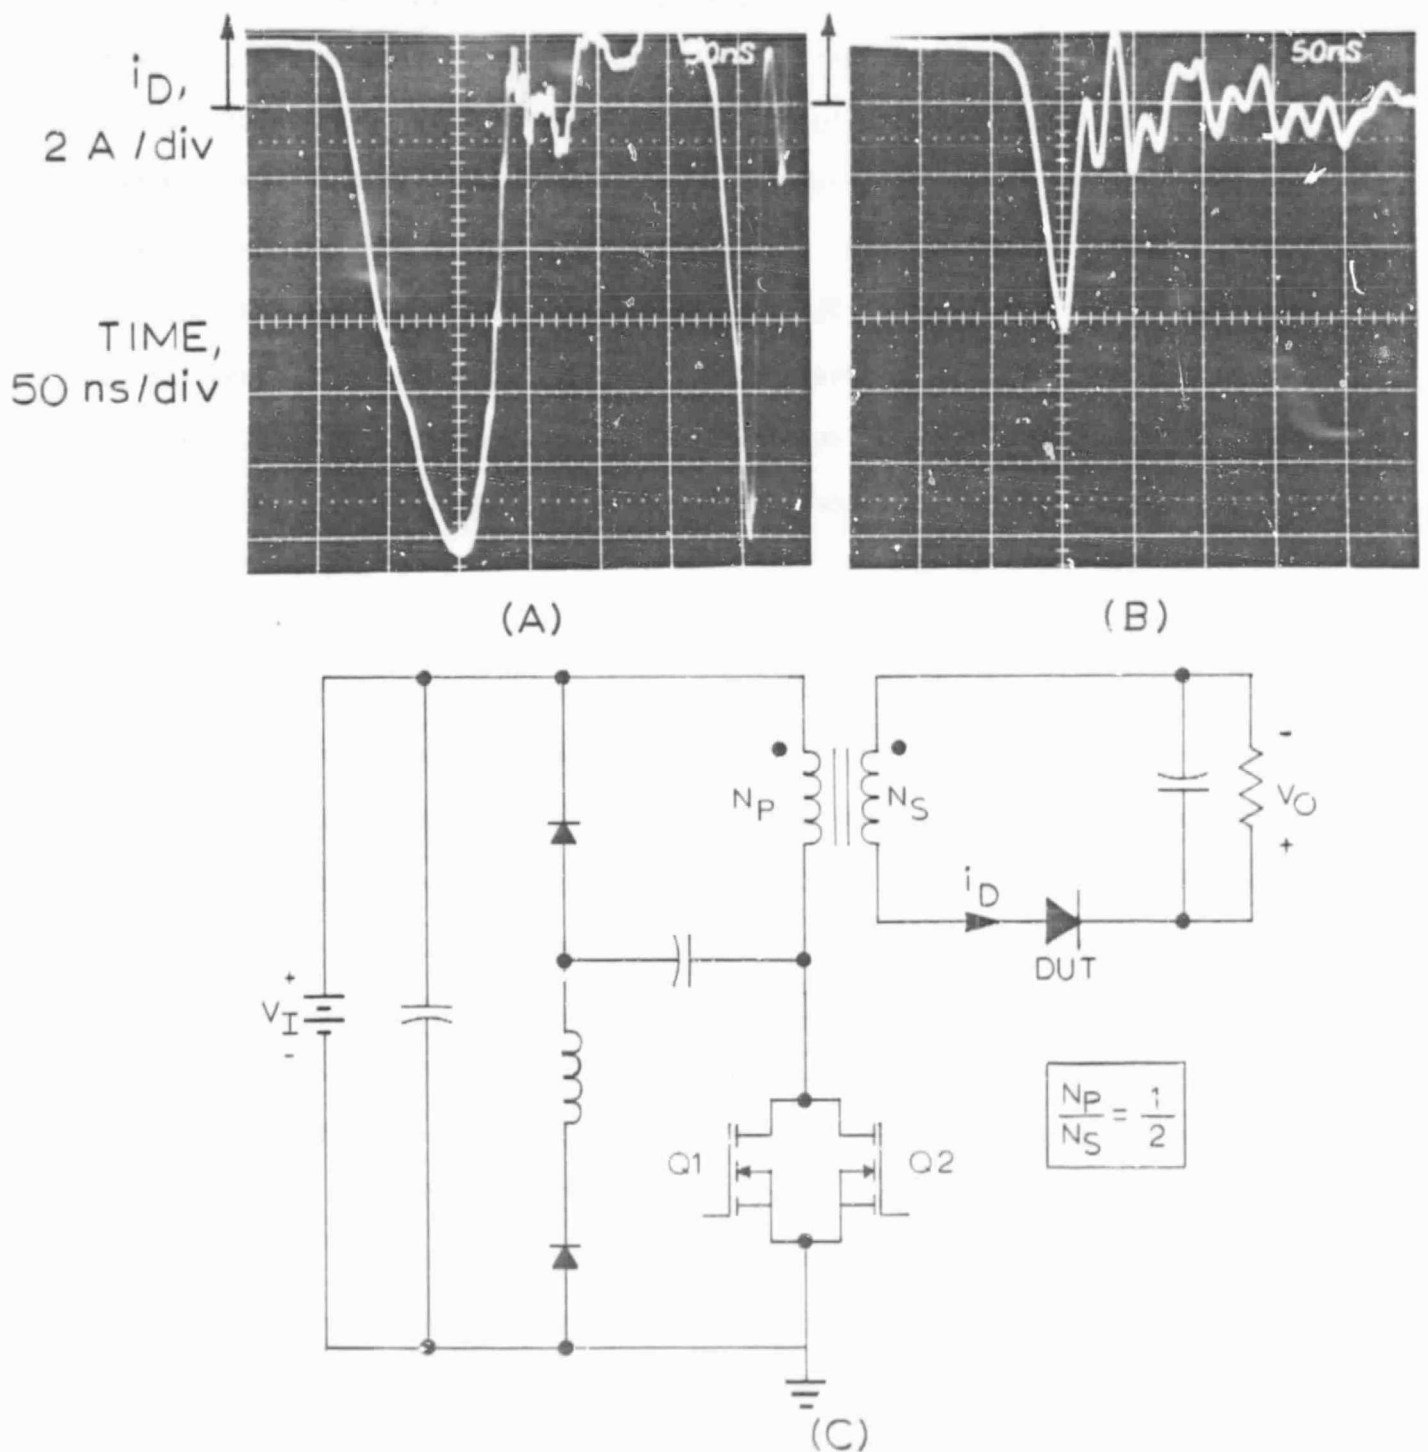 50nS
50nS
iD,
2 A /div
TIME,
50 ns/div
(A)
(B)
NP
NS
-
VO
+
iD
DUT
+
VI
-
NP/NS = 1/2
Q1
Q2
(C)